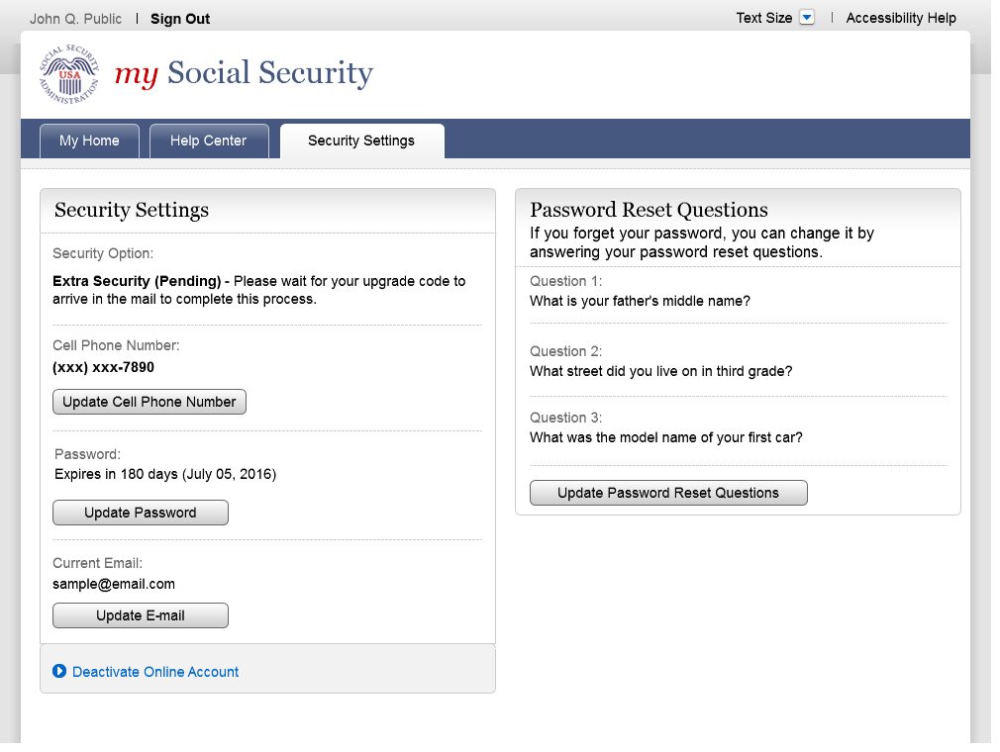 John Q. Public | Sign Out
Text Size | Accessibility Help
SOCIAL SECURITY ADMINISTRATION
USA
my Social Security
My Home
Help Center
Security Settings
Security Settings
Security Option:
Extra Security (Pending) - Please wait for your upgrade code to
arrive in the mail to complete this process.
Cell Phone Number:
(xxx) xxx-7890
Update Cell Phone Number
Password:
Expires in 180 days (July 05, 2016)
Update Password
Current Email:
sample@email.com
Update E-mail
Deactivate Online Account
Password Reset Questions
If you forget your password, you can change it by
answering your password reset questions.
Question 1:
What is your father's middle name?
Question 2:
What street did you live on in third grade?
Question 3:
What was the model name of your first car?
Update Password Reset Questions